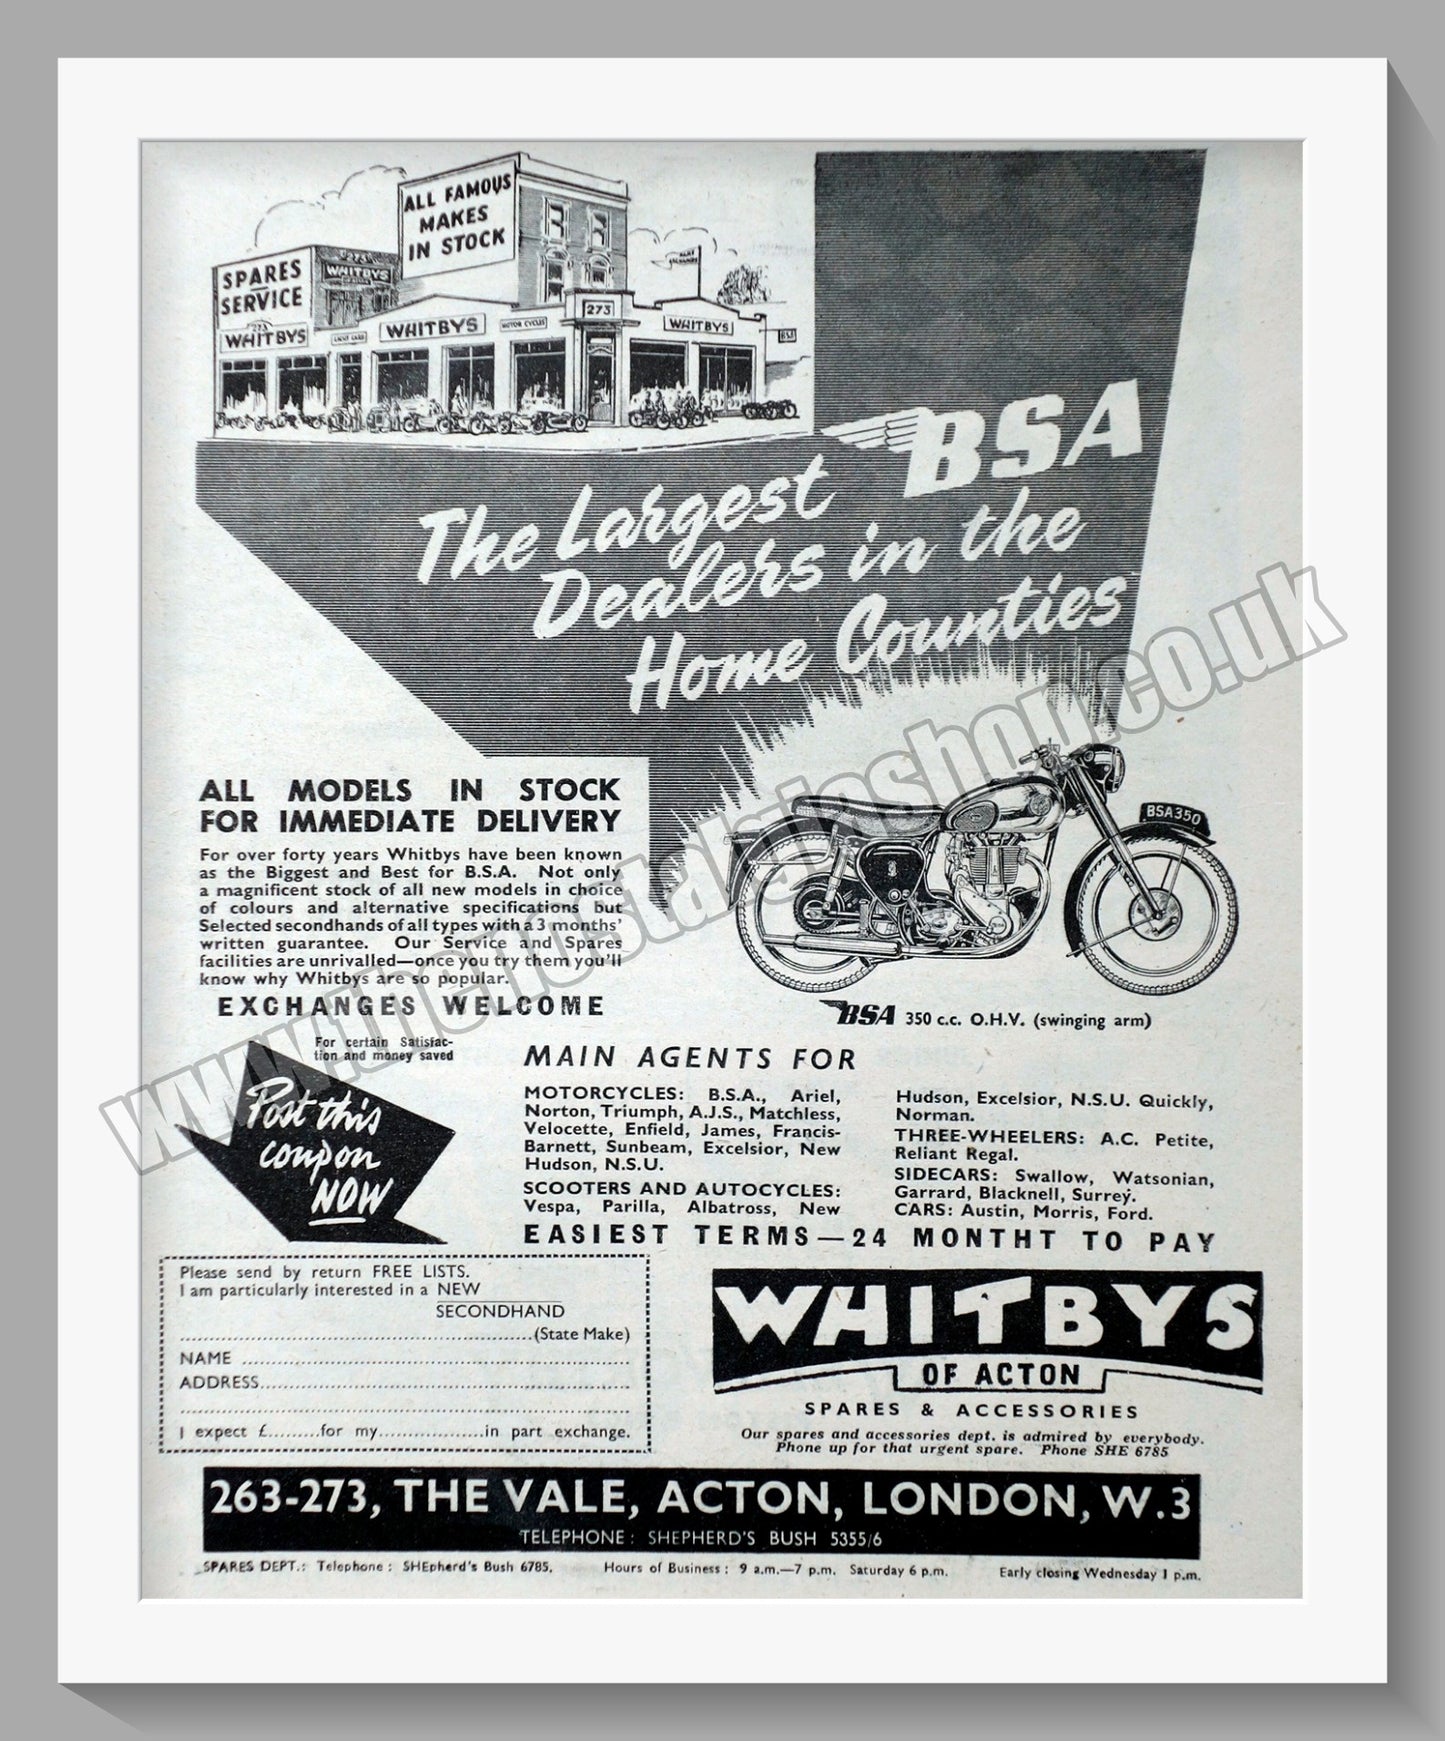 ALL FAMOUS
MAKES
IN STOCK
SPARES
SERVICE
273
WHITBYS
273
WHITBYS
WHITBYS
MOTOR CYCLES
273
WHITBYS
PART
EXCHANGES
BSA
BSA
The Largest
Dealers in the
Home Counties
ALL MODELS IN STOCK
FOR IMMEDIATE DELIVERY
For over forty years Whitbys have been known
as the Biggest and Best for B.S.A. Not only
a magnificent stock of all new models in choice
of colours and alternative specifications but
Selected secondhands of all types with a 3 months'
written guarantee. Our Service and Spares
facilities are unrivalled—once you try them you'll
know why Whitbys are so popular.
EXCHANGES WELCOME
BSA350
BSA 350 c.c. O.H.V. (swinging arm)
For certain Satisfac-
tion and money saved
Post this
coupon
NOW
MAIN AGENTS FOR
MOTORCYCLES: B.S.A., Ariel,
Norton, Triumph, A.J.S., Matchless,
Velocette, Enfield, James, Francis-
Barnett, Sunbeam, Excelsior, New
Hudson, N.S.U.
SCOOTERS AND AUTOCYCLES:
Vespa, Parilla, Albatross, New
Hudson, Excelsior, N.S.U. Quickly,
Norman.
THREE-WHEELERS: A.C. Petite,
Reliant Regal.
SIDECARS: Swallow, Watsonian,
Garrard, Blacknell, Surrey.
CARS: Austin, Morris, Ford.
EASIEST TERMS—24 MONTHT TO PAY
Please send by return FREE LISTS.
I am particularly interested in a NEW
SECONDHAND
(State Make)
NAME
ADDRESS
I expect £.........for my...................in part exchange.
WHITBYS
OF ACTON
SPARES & ACCESSORIES
Our spares and accessories dept. is admired by everybody.
Phone up for that urgent spare. Phone SHE 6785
263-273, THE VALE, ACTON, LONDON, W.3
TELEPHONE: SHEPHERD'S BUSH 5355/6
SPARES DEPT.: Telephone: SHEpherd's Bush 6785. Hours of Business: 9 a.m.—7 p.m. Saturday 6 p.m. Early closing Wednesday 1 p.m.
www.thenostalgiashop.co.uk